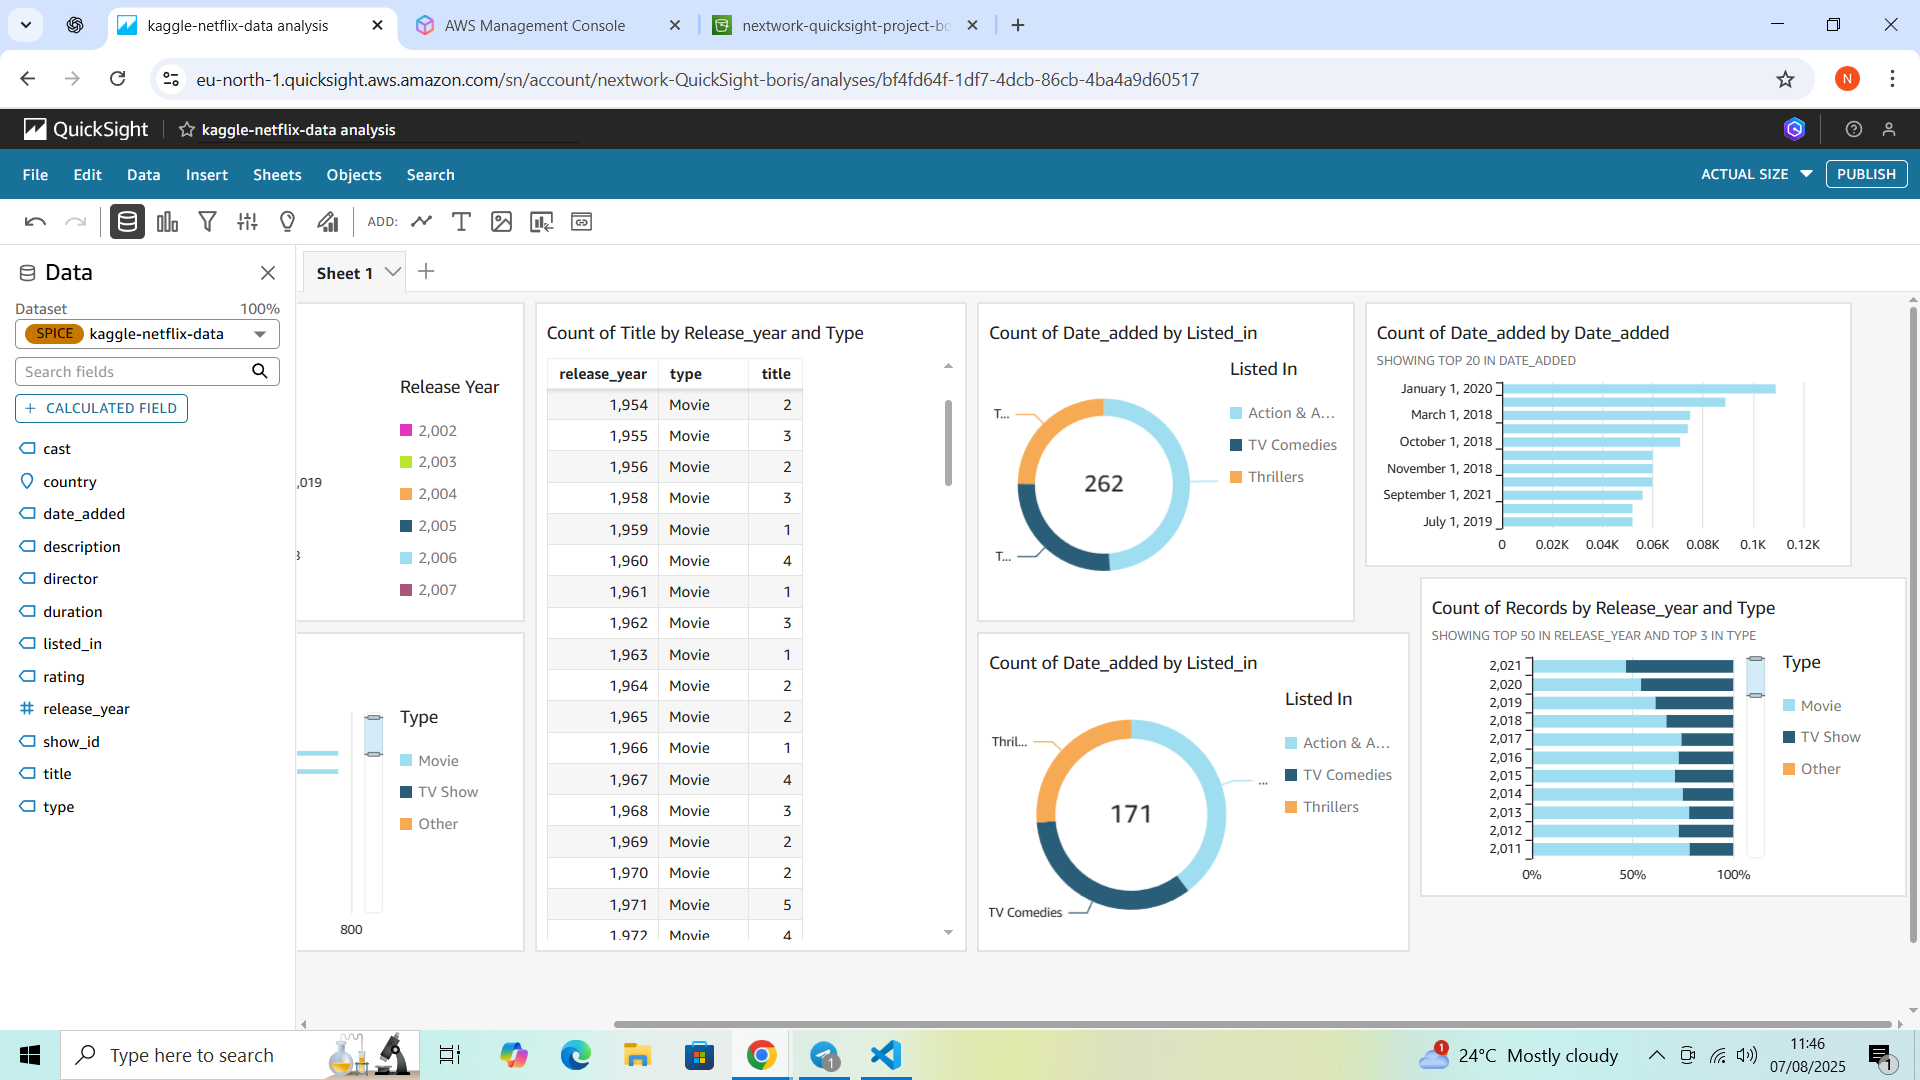 kaggle-netflix-data analysis
AWS Management Console
nextwork-quicksight-project-bo
eu-north-1.quicksight.aws.amazon.com/sn/account/nextwork-QuickSight-boris/analyses/bf4fd64f-1df7-4dcb-86cb-4ba4a9d60517
N
QuickSight
kaggle-netflix-data analysis
File Edit Data Insert Sheets Objects Search
ACTUAL SIZE
PUBLISH
ADD:
Data
Dataset 100%
SPICE kaggle-netflix-data
Search fields
+ CALCULATED FIELD
cast
country
date_added
description
director
duration
listed_in
rating
release_year
show_id
title
type
Sheet 1
Release Year
2,002
2,003
2,004
2,005
2,006
2,007
,019
Type
Movie
TV Show
Other
800
Count of Title by Release_year and Type
release_year type title
1,954 Movie 2
1,955 Movie 3
1,956 Movie 2
1,958 Movie 3
1,959 Movie 1
1,960 Movie 4
1,961 Movie 1
1,962 Movie 3
1,963 Movie 1
1,964 Movie 2
1,965 Movie 2
1,966 Movie 1
1,967 Movie 4
1,968 Movie 3
1,969 Movie 2
1,970 Movie 2
1,971 Movie 5
1,972 Movie 4
Count of Date_added by Listed_in
Listed In
T...
Action & A...
TV Comedies
Thrillers
262
T...
Count of Date_added by Listed_in
Listed In
Thril...
Action & A...
TV Comedies
Thrillers
...
171
TV Comedies
Count of Date_added by Date_added
SHOWING TOP 20 IN DATE_ADDED
January 1, 2020
March 1, 2018
October 1, 2018
November 1, 2018
September 1, 2021
July 1, 2019
0 0.02K 0.04K 0.06K 0.08K 0.1K 0.12K
Count of Records by Release_year and Type
SHOWING TOP 50 IN RELEASE_YEAR AND TOP 3 IN TYPE
2,021
2,020
2,019
2,018
2,017
2,016
2,015
2,014
2,013
2,012
2,011
0% 50% 100%
Type
Movie
TV Show
Other
Type here to search
1
1
24°C Mostly cloudy
11:46
07/08/2025
1